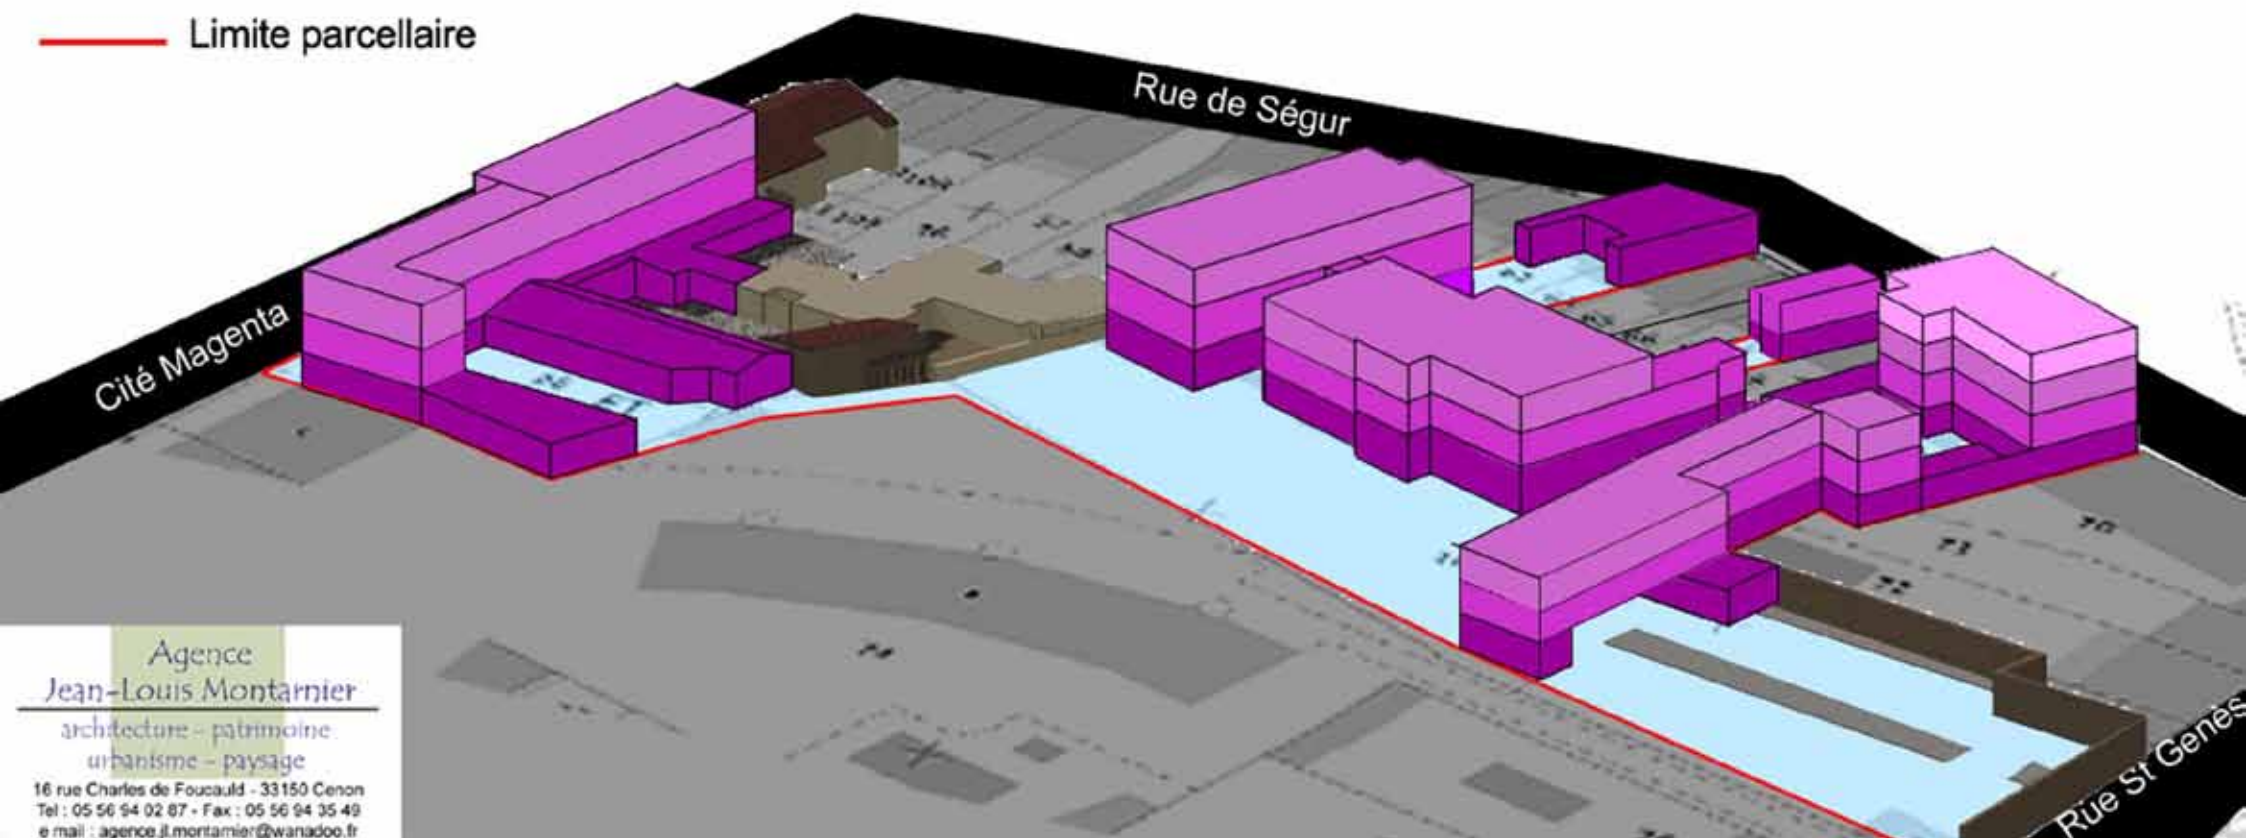 Limite parcellaire
Rue de Ségur
Cité Magenta
Rue St Genès
Agence
Jean-Louis Montarnier
architecture - patrimoine
urbanisme - paysage
16 rue Charles de Foucauld - 33150 Cenon
Tel : 05 56 94 02 87 - Fax : 05 56 94 35 49
e mail : agence.jl.montarnier@wanadoo.fr